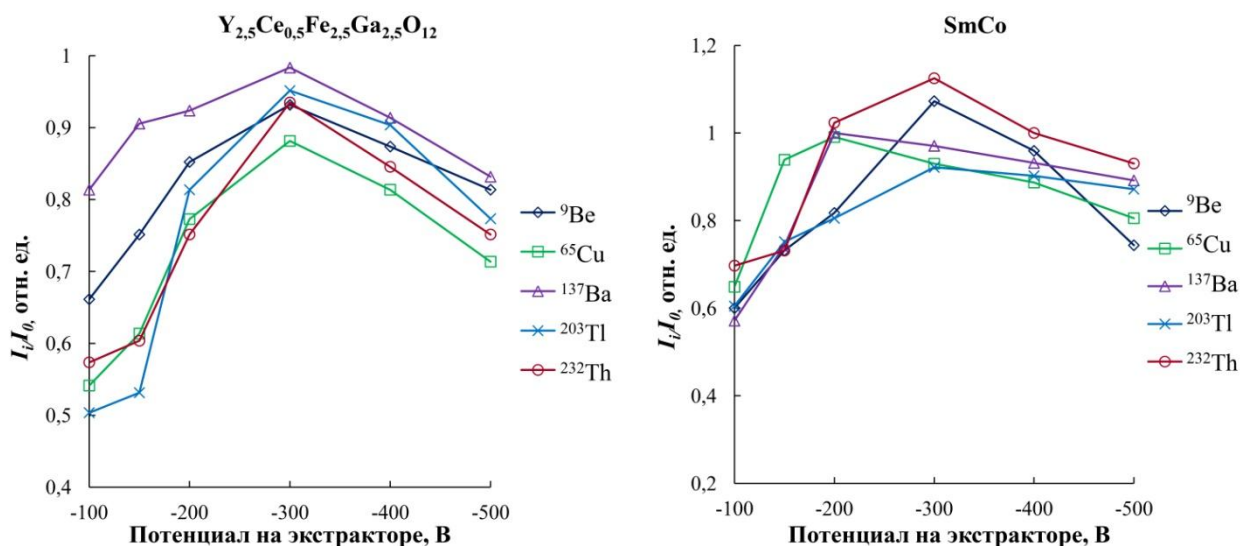 Y2,5Ce0,5Fe2,5Ga2,5O12
1
0,9
0,8
0,7
0,6
0,5
0,4
Ii/I0, отн. ед.
-100 -200 -300 -400 -500
Потенциал на экстракторе, В
9Be
65Cu
137Ba
203Tl
232Th
SmCo
1,2
1
0,8
0,6
0,4
0,2
Ii/I0, отн. ед.
-100 -200 -300 -400 -500
Потенциал на экстракторе, В
9Be
65Cu
137Ba
203Tl
232Th